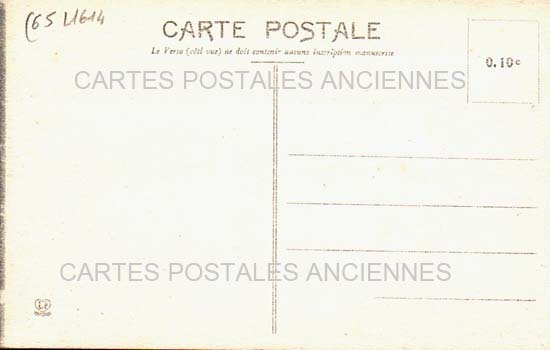 (65 L1614
CARTE POSTALE
Le Verso (côté vue) ne doit contenir aucune inscription manuscrite
0.10c
CARTES POSTALES ANCIENNES
CARTES POSTALES ANCIENNES